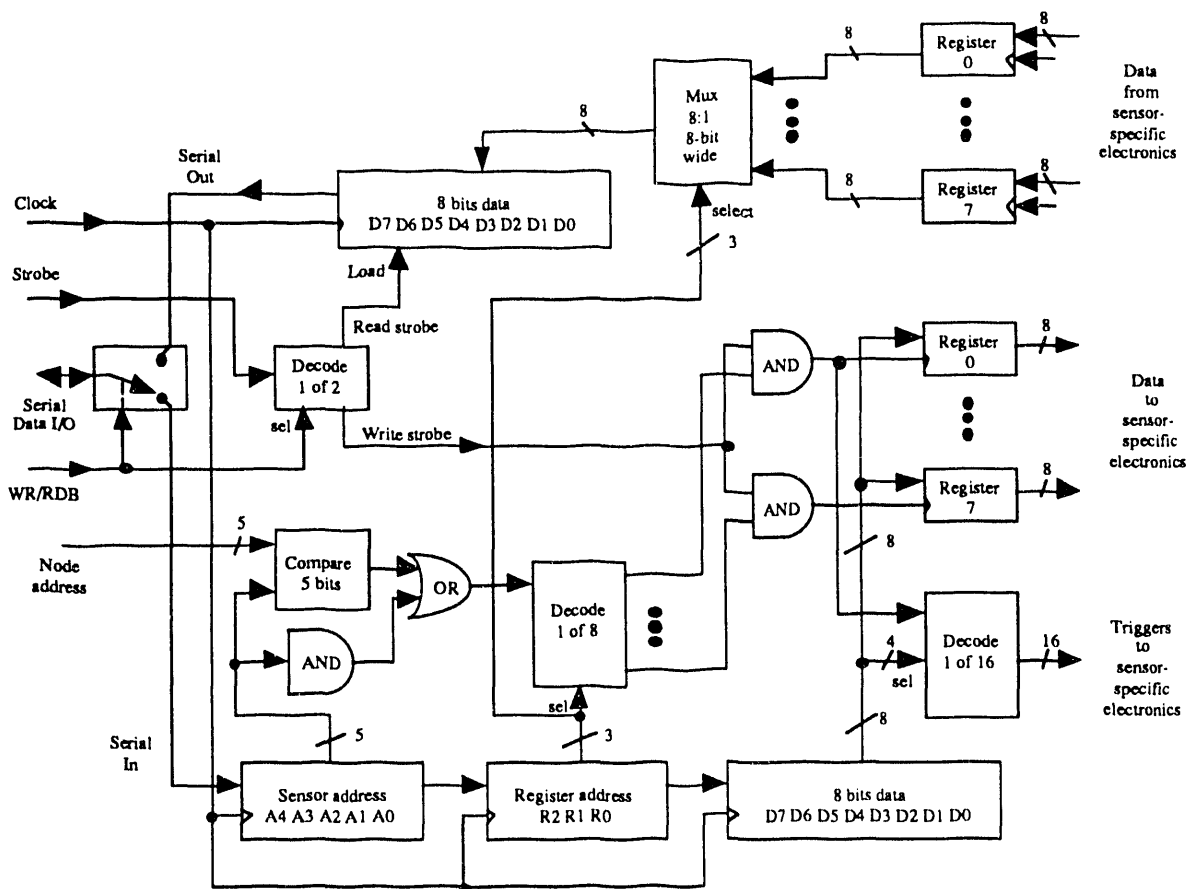 8
Register
0
8
Data
from
sensor-
specific
electronics
Mux
8:1
8-bit
wide
8
8
Register
7
8
select
3
Serial
Out
Clock
8 bits data
D7 D6 D5 D4 D3 D2 D1 D0
Strobe
Load
Read strobe
Decode
1 of 2
sel
Serial
Data I/O
WR/RDB
Write strobe
AND
Register
0
8
Data
to
sensor-
specific
electronics
AND
Register
7
8
8
Node
address
5
Compare
5 bits
OR
AND
Decode
1 of 8
sel
4
sel
Decode
1 of 16
16
Triggers
to
sensor-
specific
electronics
8
Serial
In
5
3
Sensor address
A4 A3 A2 A1 A0
Register address
R2 R1 R0
8 bits data
D7 D6 D5 D4 D3 D2 D1 D0